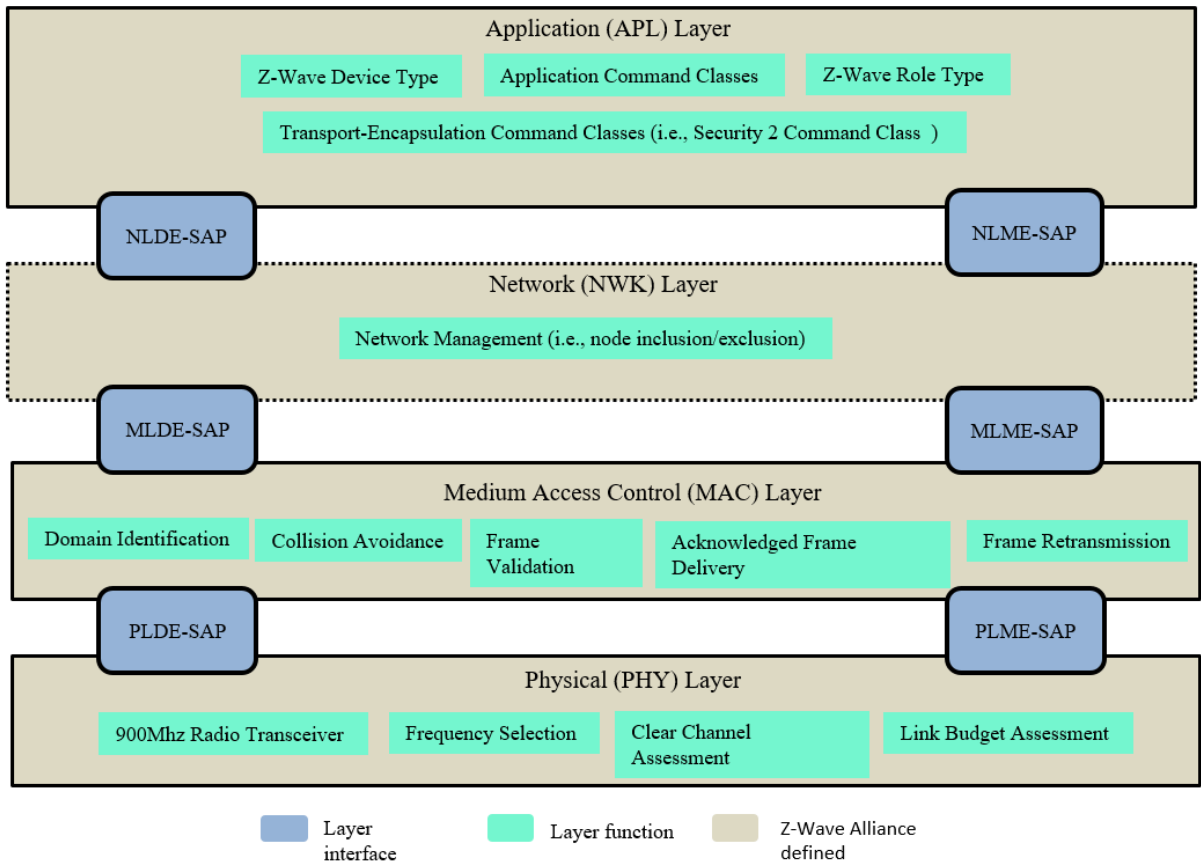 Application (APL) Layer
Z-Wave Device Type
Application Command Classes
Z-Wave Role Type
Transport-Encapsulation Command Classes (i.e., Security 2 Command Class )
NLDE-SAP
NLME-SAP
Network (NWK) Layer
Network Management (i.e., node inclusion/exclusion)
MLDE-SAP
MLME-SAP
Medium Access Control (MAC) Layer
Domain Identification
Collision Avoidance
Frame
Validation
Acknowledged Frame
Delivery
Frame Retransmission
PLDE-SAP
PLME-SAP
Physical (PHY) Layer
900Mhz Radio Transceiver
Frequency Selection
Clear Channel
Assessment
Link Budget Assessment
Layer
interface
Layer function
Z-Wave Alliance
defined